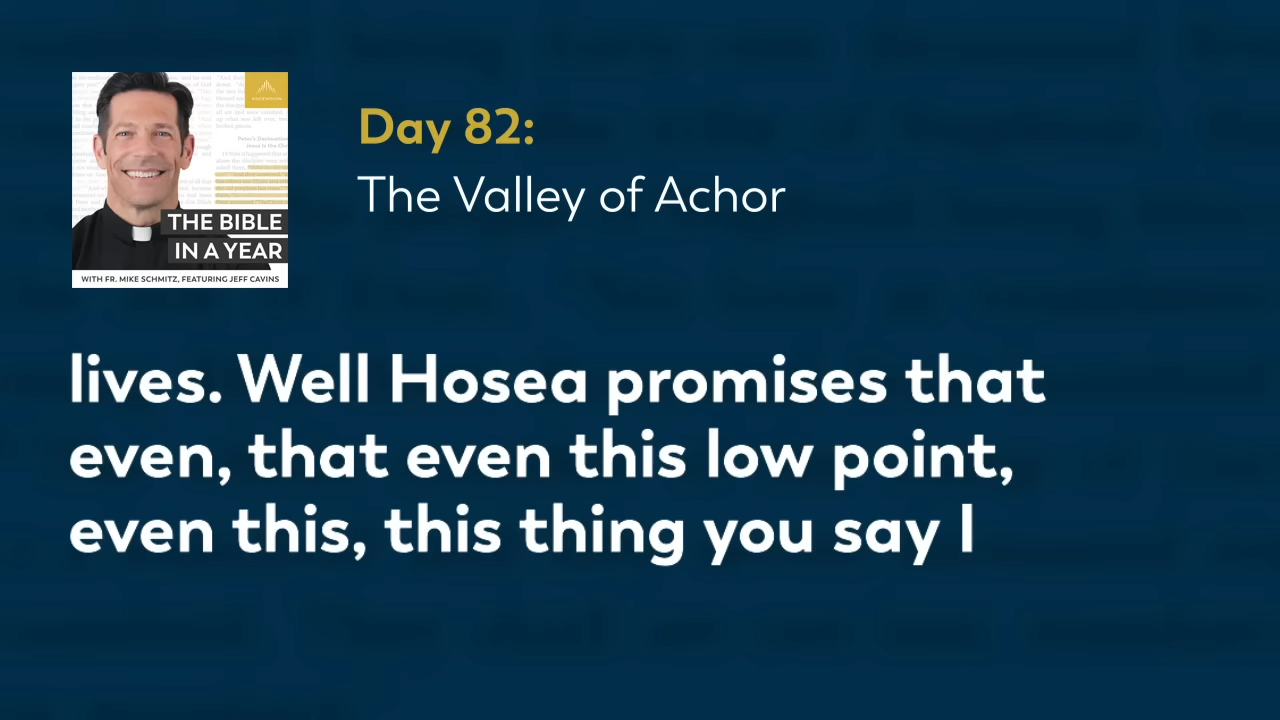 Day 82:
The Valley of Achor
THE BIBLE
IN A YEAR
WITH FR. MIKE SCHMITZ, FEATURING JEFF CAVINS
lives. Well Hosea promises that
even, that even this low point,
even this, this thing you say I